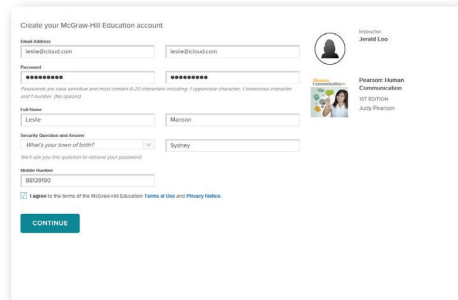 Create your McGraw-Hill Education account
Email Address
leslie@icloud.com
leslie@icloud.com
Password
●●●●●●●●●
●●●●●●●●●
Passwords are case sensitive and must contain 8-20 characters including: 1 uppercase character, 1 lowercase character
and 1 number. (No spaces)
Full Name
Leslie
Manson
Security Question and Answer
What's your town of birth?
Sydney
We'll ask you this question to retrieve your password.
Mobile Number
88139190
I agree to the terms of the McGraw-Hill Education Terms of Use and Privacy Notice.
CONTINUE
Instructor
Jerald Loo
Human
Communication
Pearson: Human
Communication
1ST EDITION
Judy Pearson